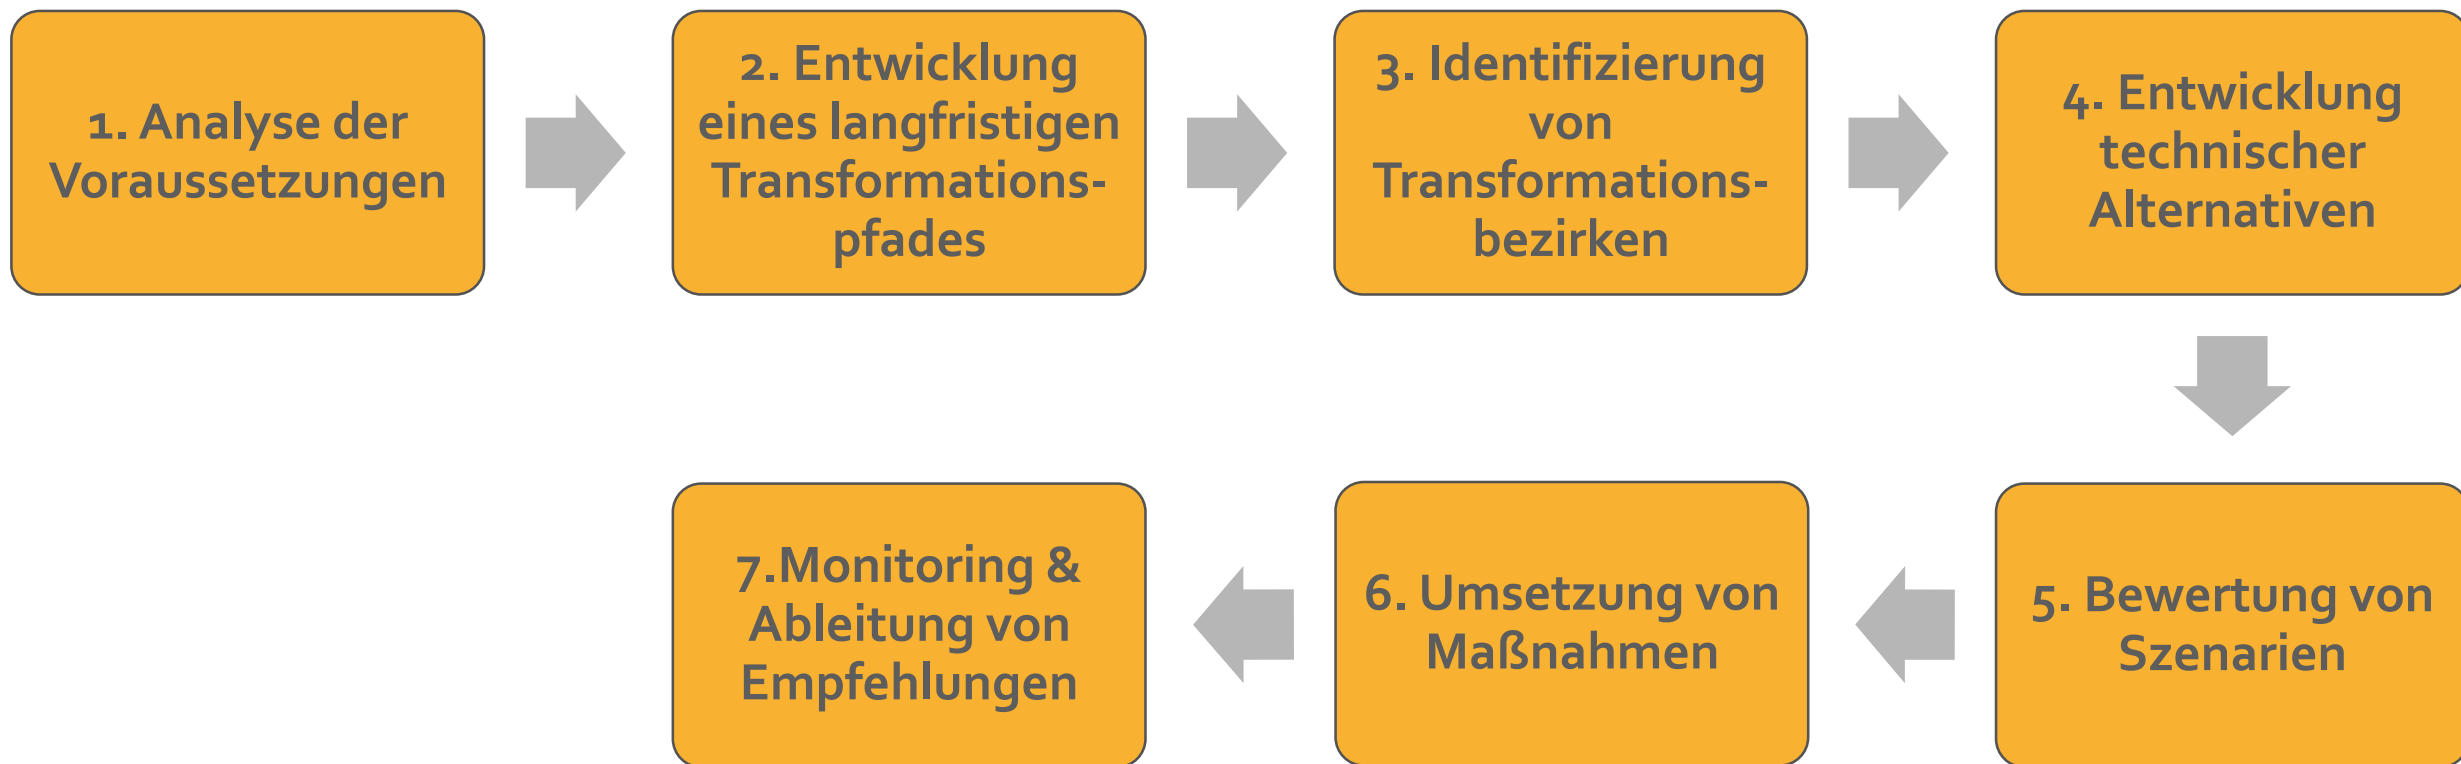 1. Analyse der
Voraussetzungen
2. Entwicklung
eines langfristigen
Transformations-
pfades
3. Identifizierung
von
Transformations-
bezirken
4. Entwicklung
technischer
Alternativen
5. Bewertung von
Szenarien
6. Umsetzung von
Maßnahmen
7.Monitoring &
Ableitung von
Empfehlungen